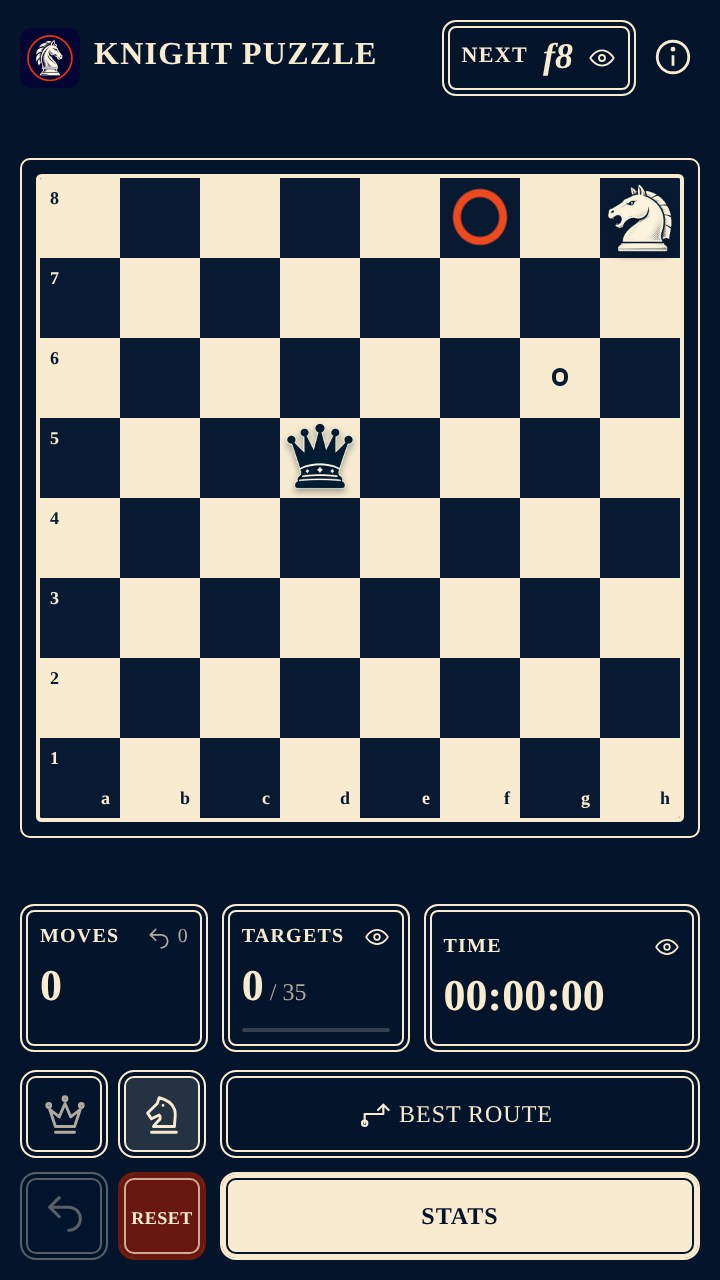 KNIGHT PUZZLE
NEXT f8
8
7
6
5
4
3
2
1
a b c d e f g h
MOVES 0
0
TARGETS
0 / 35
TIME
00:00:00
BEST ROUTE
RESET
STATS